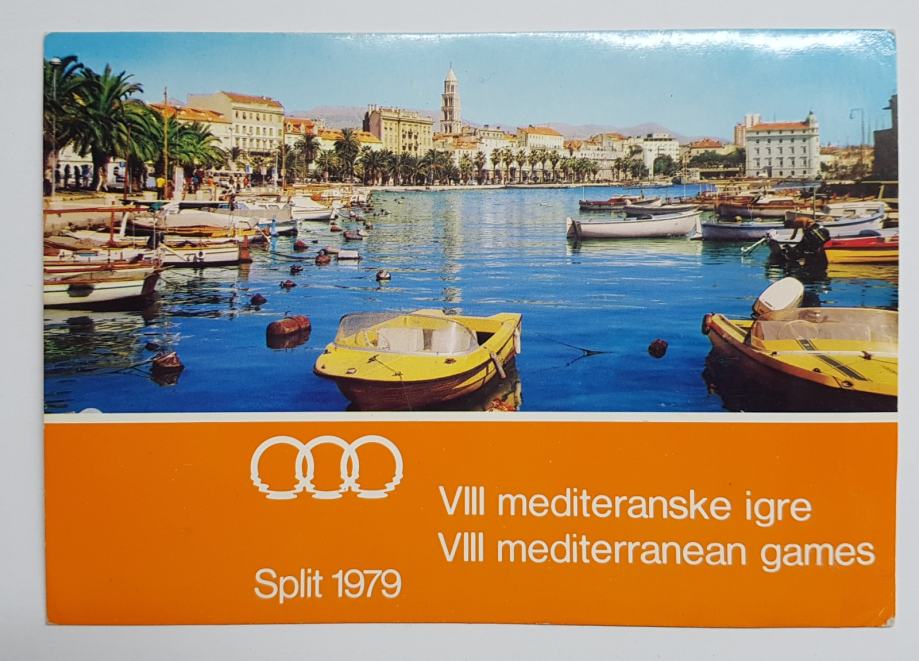 VIII mediteranske igre
VIII mediterranean games
Split 1979